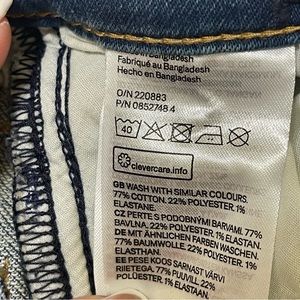 Made in Bangladesh
Fabriqué au Bangladesh
Hecho en Bangladesh
O/N 220883
P/N 0852748 4
40
clevercare.info
GB WASH WITH SIMILAR COLOURS.
77% COTTON. 22% POLYESTER, 1%
ELASTANE.
CZ PERTE S PODOBNÝMI BARVAMI. 77%
BAVLNA. 22% POLYESTER, 1% ELASTAN.
DE MIT ÄHNLICHEN FARBEN WASCHEN.
77% BAUMWOLLE, 22% POLYESTER, 1%
ELASTHAN.
EE PESE KOOS SARNAST VÄRVI
RIIETEGA. 77% PUUVILL, 22%
POLÜESTER, 1% ELASTAAN.